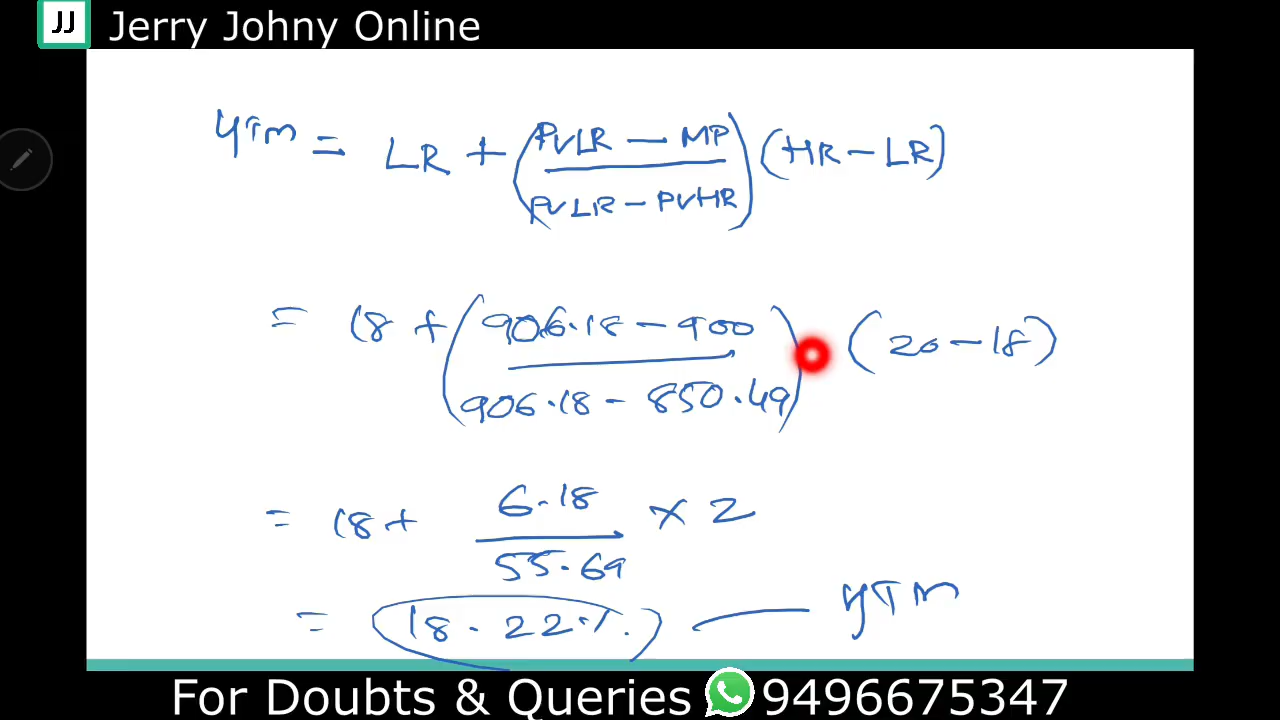 JJ Jerry Johny Online
YTM = LR + (PVLR - MP / PVLR - PVHR) (HR - LR)
= 18 + (906.18 - 900 / 906.18 - 850.49) (20 - 18)
= 18 + 6.18 / 55.69 × 2
= 18.22%. — YTM
For Doubts & Queries 9496675347